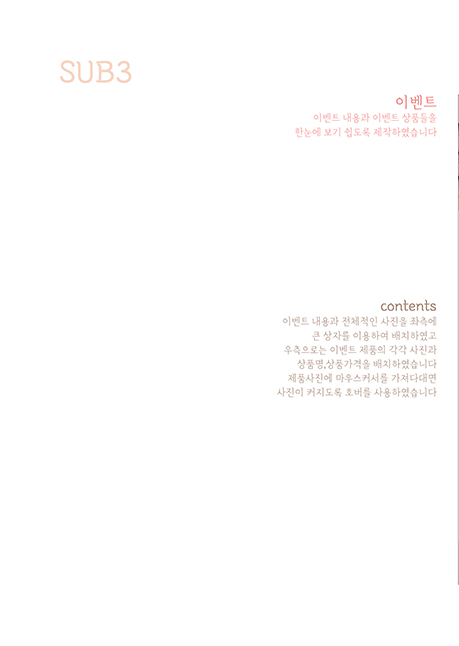 SUB3
이벤트
이벤트 내용과 이벤트 상품들을
한눈에 보기 쉽도록 제작하였습니다
contents
이벤트 내용과 전체적인 사진을 좌측에
큰 상자를 이용하여 배치하였고
우측으로는 이벤트 제품의 각각 사진과
상품명,상품가격을 배치하였습니다
제품사진에 마우스커서를 가져다대면
사진이 커지도록 호버를 사용하였습니다